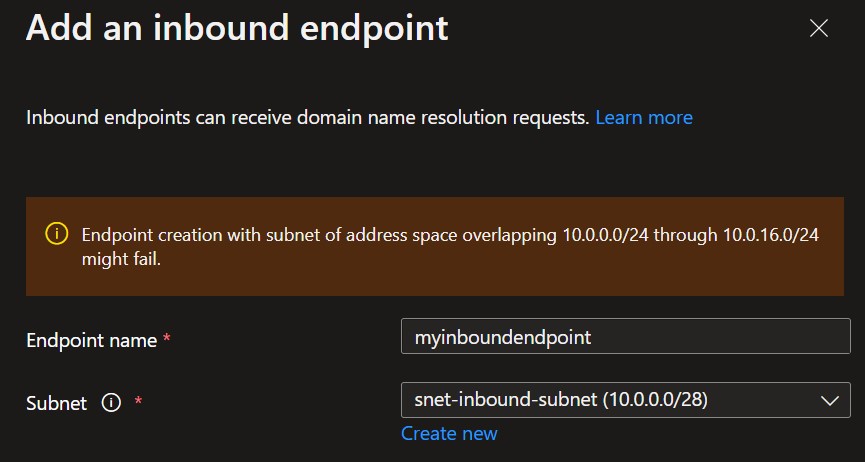 Add an inbound endpoint
Inbound endpoints can receive domain name resolution requests. Learn more
Endpoint creation with subnet of address space overlapping 10.0.0.0/24 through 10.0.16.0/24
might fail.
Endpoint name *
myinboundendpoint
Subnet *
snet-inbound-subnet (10.0.0.0/28)
Create new